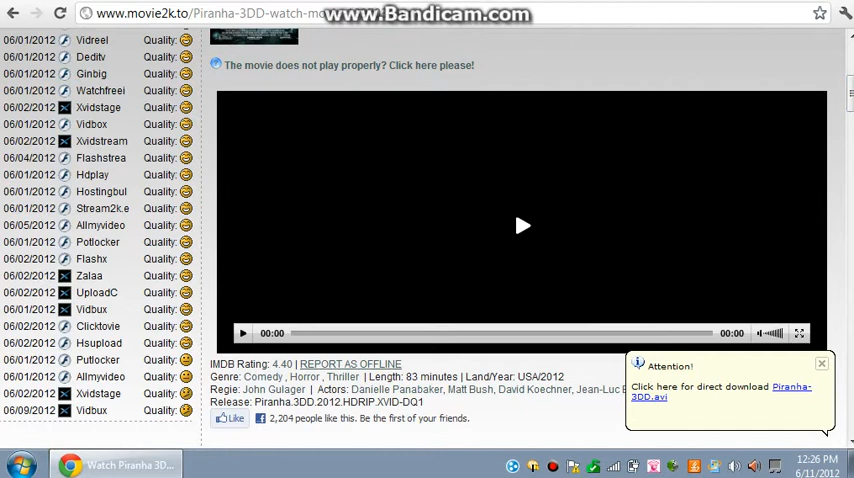 www.movie2k.to/Piranha-3DD-watch-mo
www.Bandicam.com
06/01/2012 Vidreel Quality:
06/01/2012 Deditv Quality:
06/01/2012 Ginbig Quality:
06/01/2012 Watchfreei Quality:
06/02/2012 Xvidstage Quality:
06/01/2012 Vidbox Quality:
06/02/2012 Xvidstream Quality:
06/04/2012 Flashstrea Quality:
06/01/2012 Hdplay Quality:
06/01/2012 Hostingbul Quality:
06/01/2012 Stream2k.e Quality:
06/05/2012 Allmyvideo Quality:
06/01/2012 Potlocker Quality:
06/02/2012 Flashx Quality:
06/02/2012 Zalaa Quality:
06/02/2012 UploadC Quality:
06/01/2012 Vidbux Quality:
06/02/2012 Clicktovie Quality:
06/02/2012 Hsupload Quality:
06/01/2012 Putlocker Quality:
06/01/2012 Allmyvideo Quality:
06/02/2012 Xvidstage Quality:
06/09/2012 Vidbux Quality:
The movie does not play properly? Click here please!
00:00 00:00
IMDB Rating: 4.40 | REPORT AS OFFLINE
Genre: Comedy , Horror , Thriller | Length: 83 minutes | Land/Year: USA/2012
Regie: John Gulager | Actors: Danielle Panabaker, Matt Bush, David Koechner, Jean-Luc
Release: Piranha.3DD.2012.HDRIP.XVID-DQ1
Like 2,204 people like this. Be the first of your friends.
Attention!
Click here for direct download Piranha-
3DD.avi
Watch Piranha 3D...
12:26 PM
6/11/2012